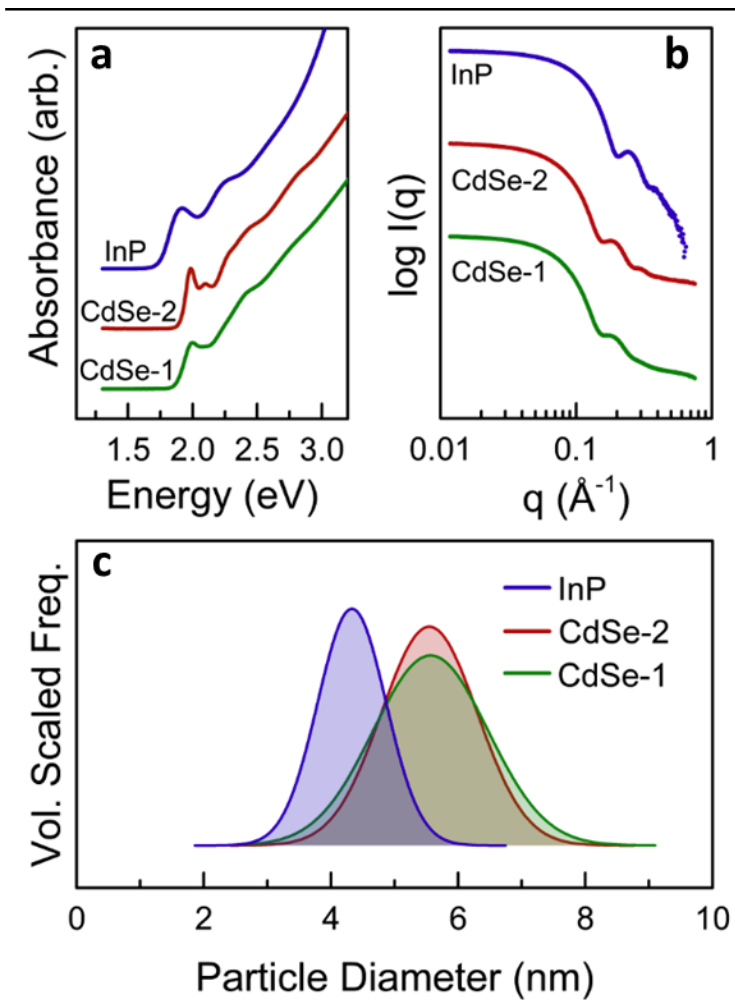 a
Absorbance (arb.)
InP
CdSe-2
CdSe-1
1.5 2.0 2.5 3.0
Energy (eV)
b
log I(q)
InP
CdSe-2
CdSe-1
0.01 0.1 1
q (Å⁻¹)
c
Vol. Scaled Freq.
InP
CdSe-2
CdSe-1
0 2 4 6 8 10
Particle Diameter (nm)